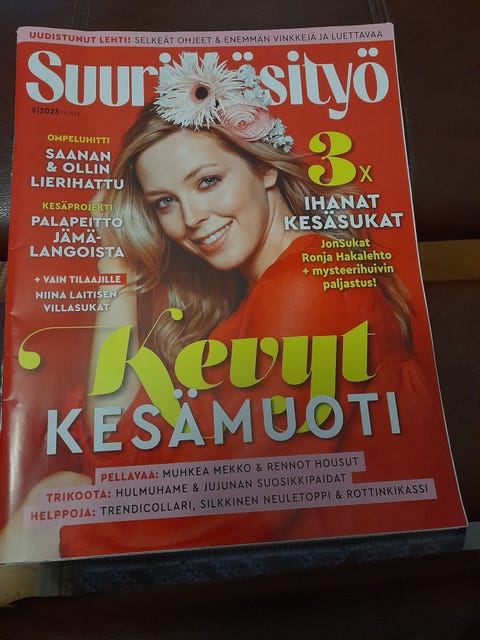 UUDISTUNUT LEHTI! SELKEÄT OHJEET & ENEMMÄN VINKKEJÄ JA LUETTAVAA
Suuri Käsityö
5|2023
OMPELUHITTI
SAANAN
& OLLIN
LIERIHATTU
KESÄPROJEKTI
PALAPEITTO
JÄMÄ-
LANGOISTA
+ VAIN TILAAJILLE
NIINA LAITISEN
VILLASUKAT
3 X
IHANAT
KESÄSUKAT
JonSukat
Ronja Hakalehto
+ mysteerihuivin
paljastus!
Kevyt
KESÄMUOTI
PELLAVAA: MUHKEA MEKKO & RENNOT HOUSUT
TRIKOOTA: HULMUHAME & JUJUNAN SUOSIKKIPAIDAT
HELPPOJA: TRENDICOLLARI, SILKKINEN NEULETOPPI & ROTTINKIKASSI